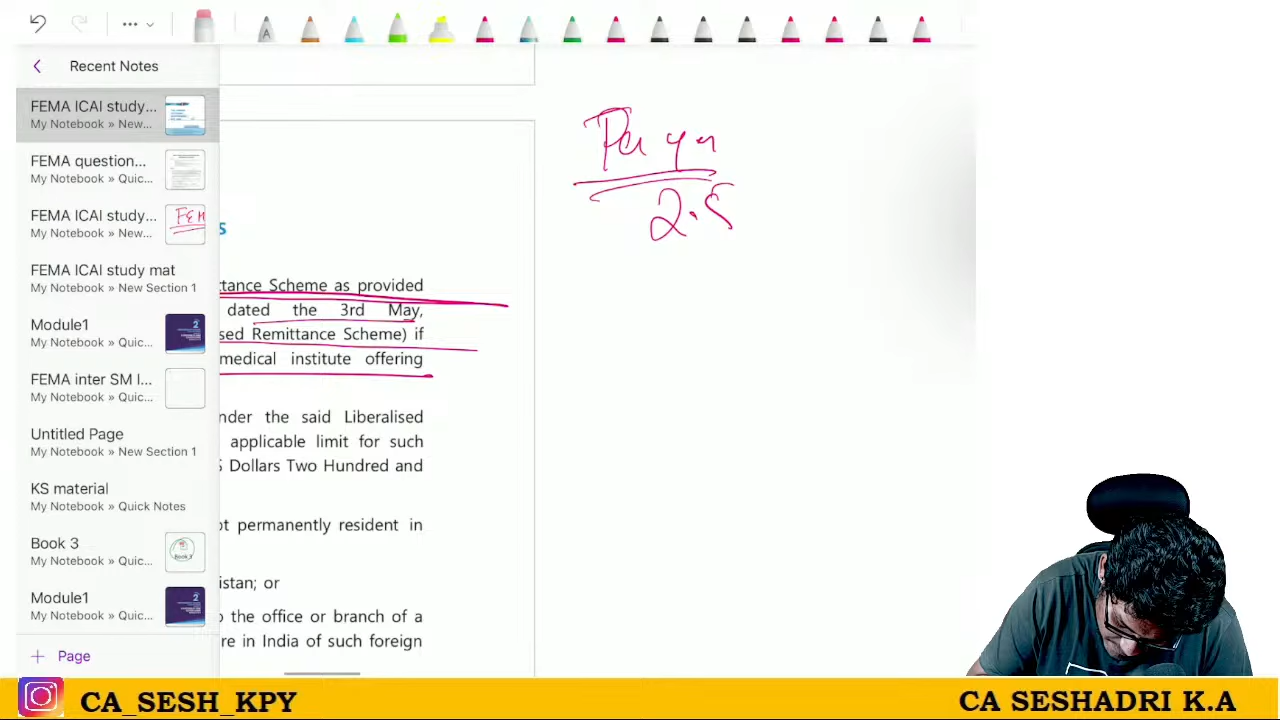 A
Recent Notes
FEMA ICAI study...
My Notebook » New...
FEMA question...
My Notebook » Quic...
FEMA ICAI study...
My Notebook » New...
FEMA ICAI study mat
My Notebook » New Section 1
Module1
My Notebook » Quic...
FEMA inter SM I...
My Notebook » Quic...
Untitled Page
My Notebook » New Section 1
KS material
My Notebook » Quick Notes
Book 3
My Notebook » Quic...
Book 3
Module1
My Notebook » Quic...
2
+ Page
s
ttance Scheme as provided
dated the 3rd May,
sed Remittance Scheme) if
medical institute offering
nder the said Liberalised
applicable limit for such
S Dollars Two Hundred and
ot permanently resident in
istan; or
o the office or branch of a
re in India of such foreign
Per yr
2.5
CA_SESH_KPY
CA SESHADRI K.A